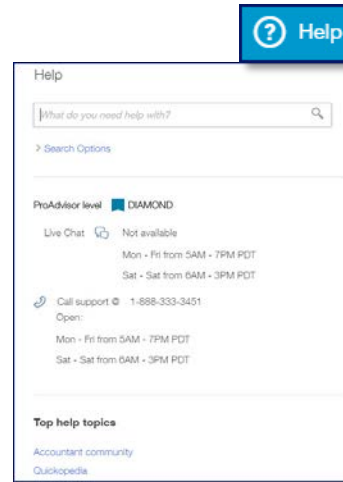 Help
Help
What do you need help with?
Search Options
ProAdvisor level DIAMOND
Live Chat Not available
Mon - Fri from 5AM - 7PM PDT
Sat - Sat from 6AM - 3PM PDT
Call support @ 1-888-333-3451
Open:
Mon - Fri from 5AM - 7PM PDT
Sat - Sat from 6AM - 3PM PDT
Top help topics
Accountant community
Quickopedia